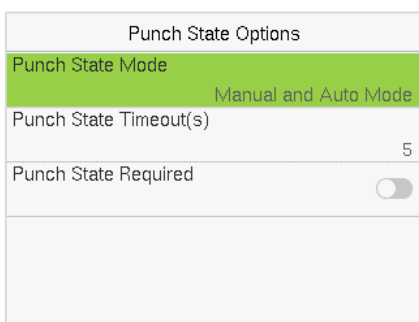 Punch State Options
Punch State Mode
Manual and Auto Mode
Punch State Timeout(s)
5
Punch State Required